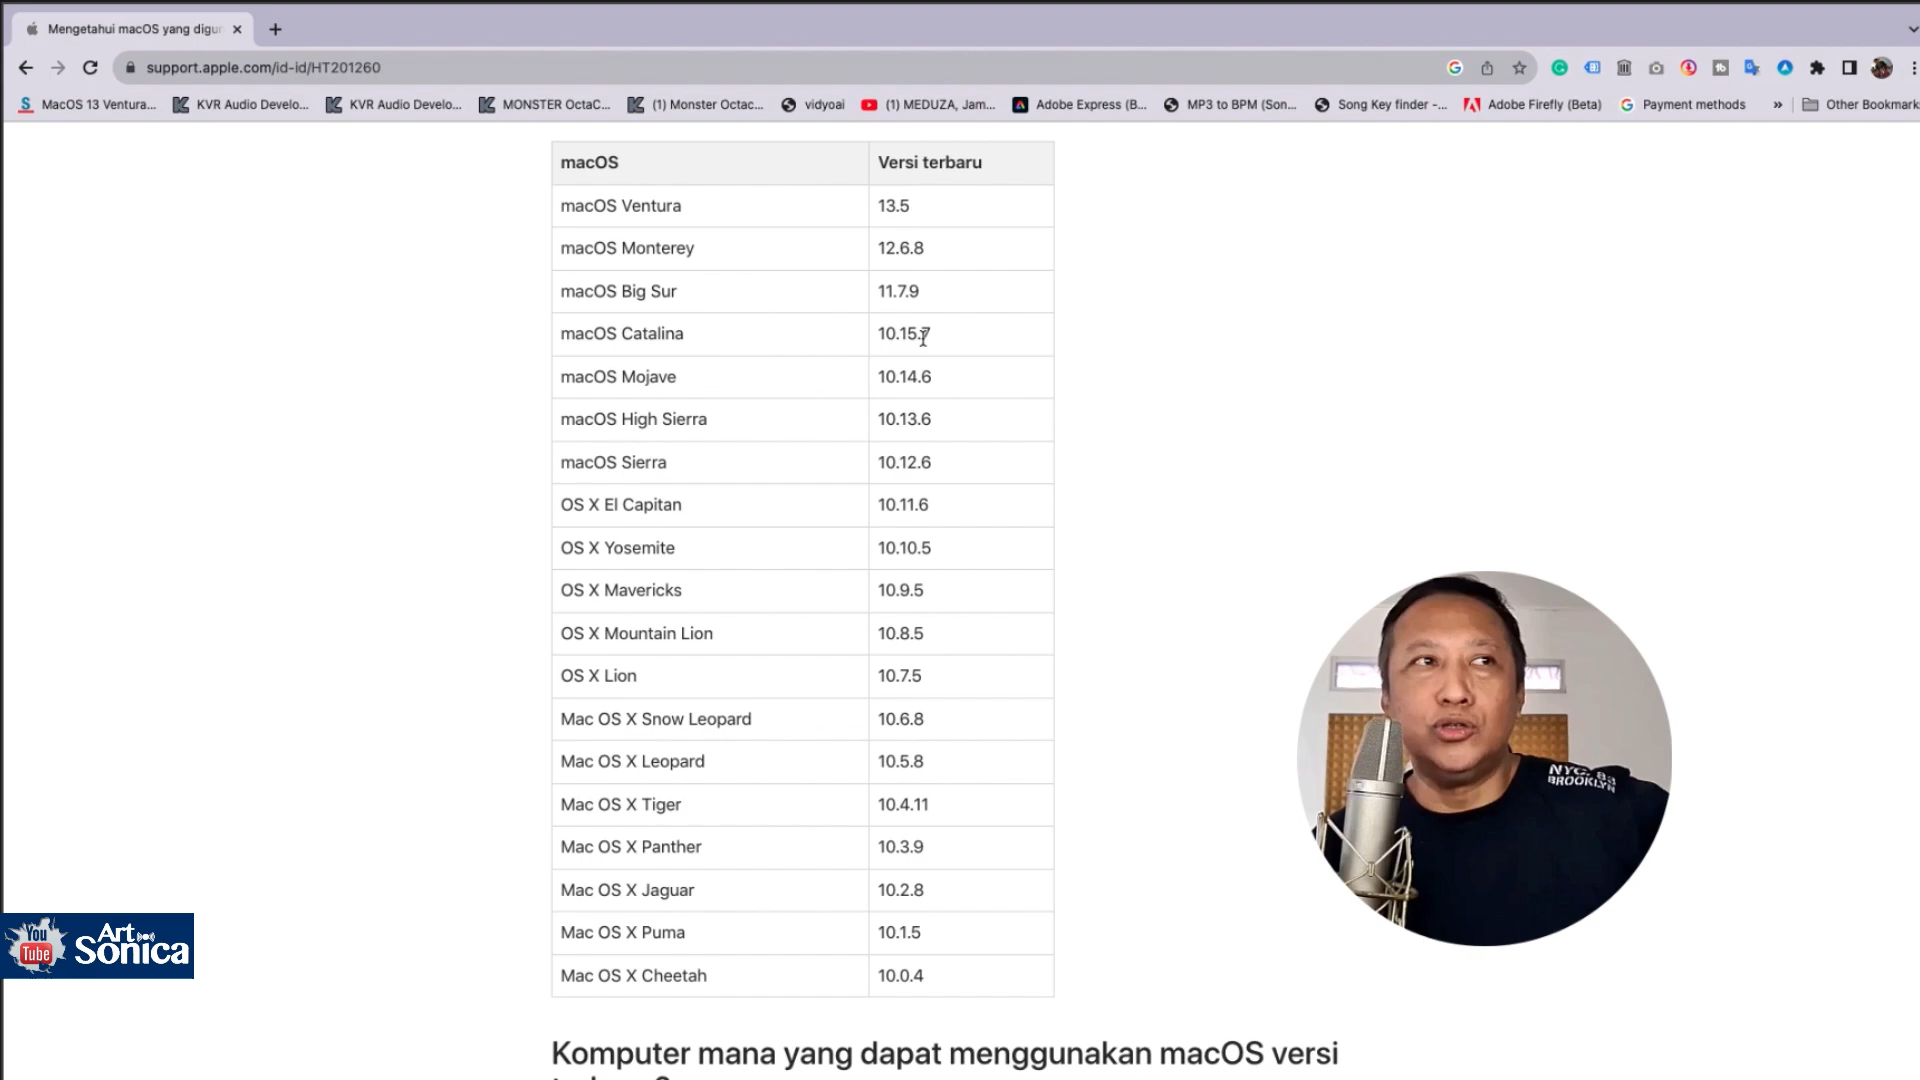 Mengetahui macOS yang digu
support.apple.com/id-id/HT201260
MacOS 13 Ventura...
KVR Audio Develo...
KVR Audio Develo...
MONSTER OctaC...
(1) Monster Octac...
vidyoai
(1) MEDUZA, Jam...
Adobe Express (B...
MP3 to BPM (Son...
Song Key finder -...
Adobe Firefly (Beta)
Payment methods
»
Other Bookmark
macOS Versi terbaru
macOS Ventura 13.5
macOS Monterey 12.6.8
macOS Big Sur 11.7.9
macOS Catalina 10.15.7
macOS Mojave 10.14.6
macOS High Sierra 10.13.6
macOS Sierra 10.12.6
OS X El Capitan 10.11.6
OS X Yosemite 10.10.5
OS X Mavericks 10.9.5
OS X Mountain Lion 10.8.5
OS X Lion 10.7.5
Mac OS X Snow Leopard 10.6.8
Mac OS X Leopard 10.5.8
Mac OS X Tiger 10.4.11
Mac OS X Panther 10.3.9
Mac OS X Jaguar 10.2.8
Mac OS X Puma 10.1.5
Mac OS X Cheetah 10.0.4
Komputer mana yang dapat menggunakan macOS versi
NYC. 83
BROOKLYN
You
Tube
Art
Sonica